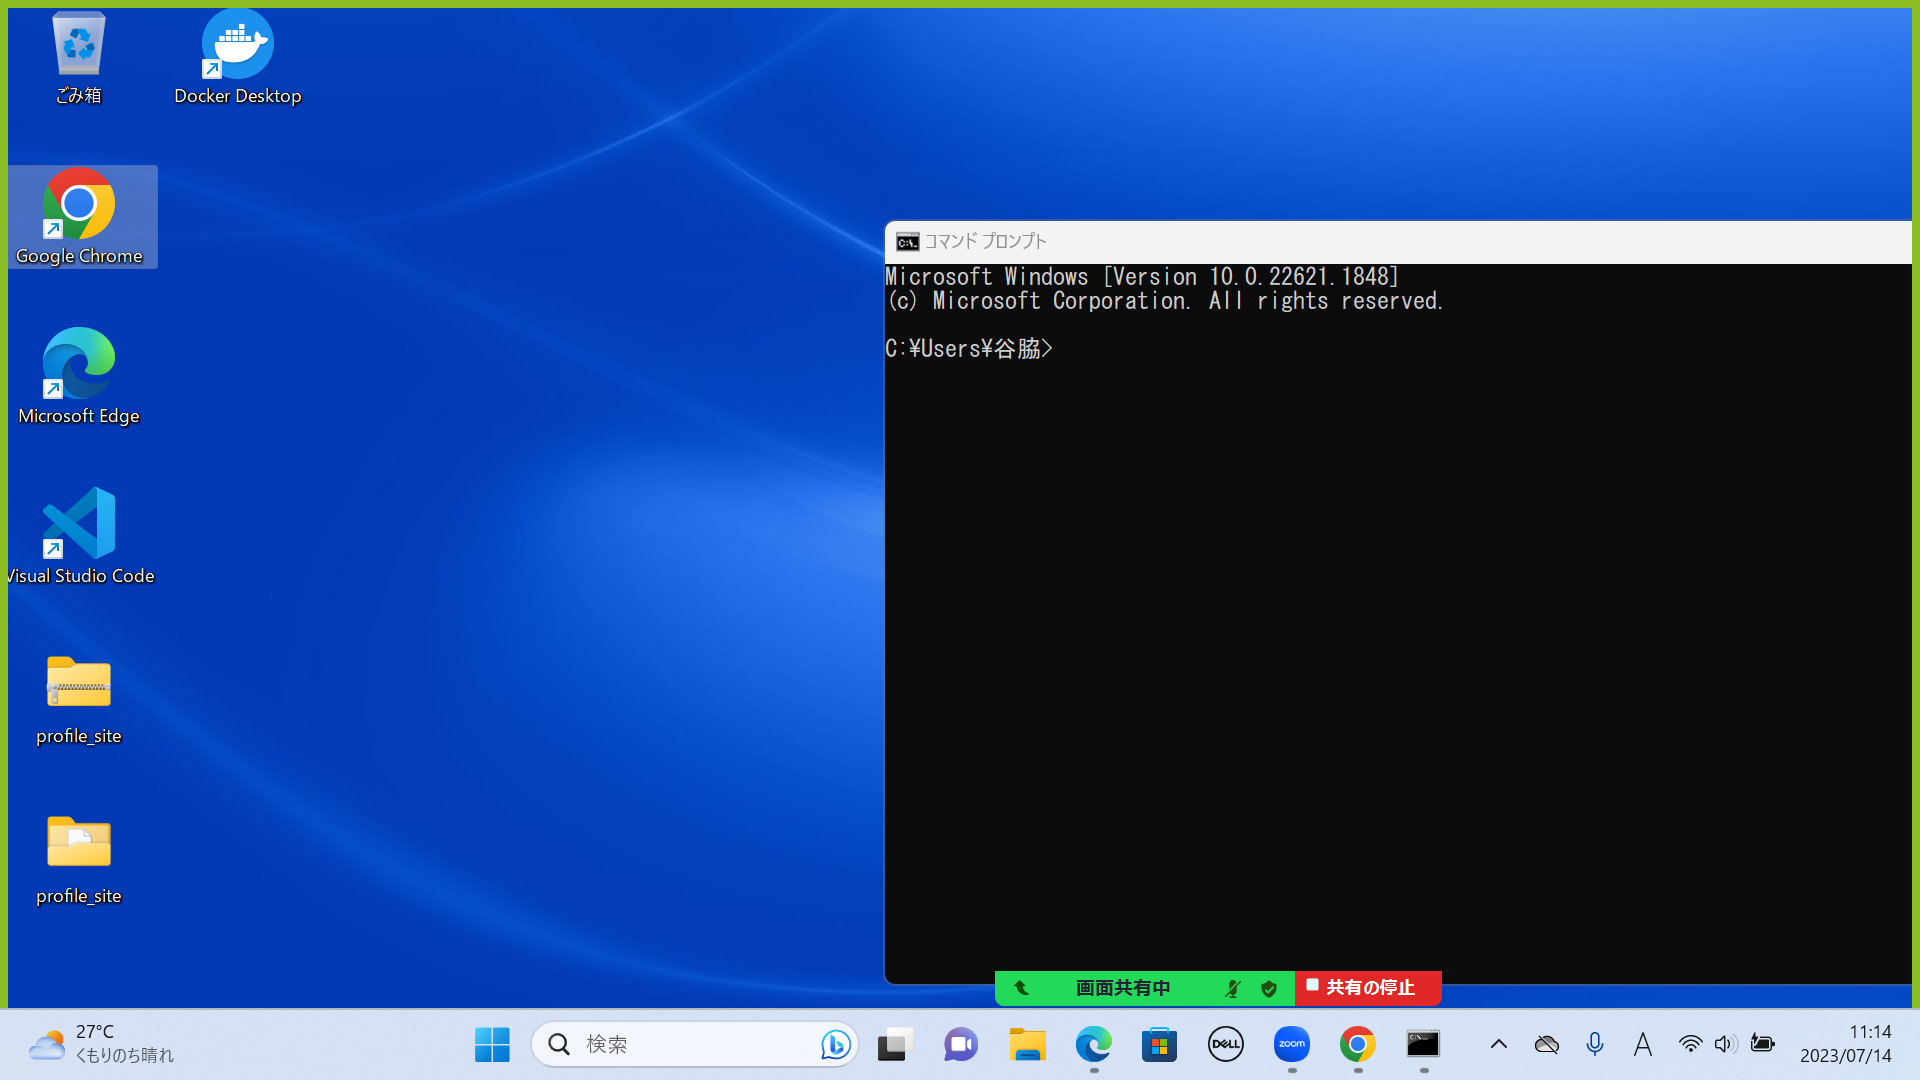 ごみ箱
Docker Desktop
Google Chrome
Microsoft Edge
Visual Studio Code
profile_site
profile_site
コマンド プロンプト
Microsoft Windows [Version 10.0.22621.1848]
(c) Microsoft Corporation. All rights reserved.
C:¥Users¥谷脇>
画面共有中
共有の停止
27°C
くもりのち晴れ
検索
DELL
zoom
A
11:14
2023/07/14